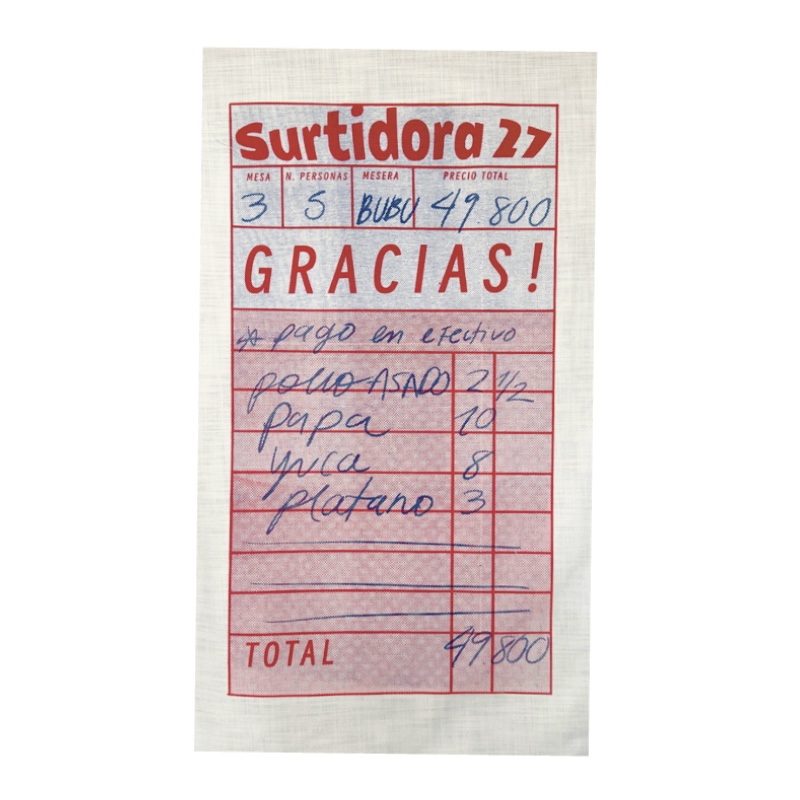 surtidora 27
MESA N. PERSONAS MESERA PRECIO TOTAL
3 5 BUBU 49.800
GRACIAS!
* pago en efectivo
pollo ASADO 2 1/2
papa 10
yuca 8
platano 3
TOTAL 49.800